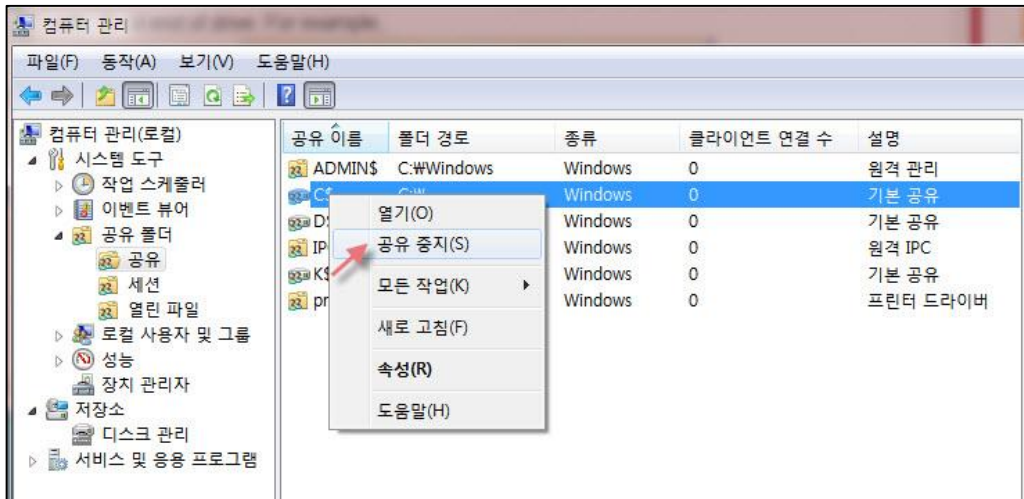 컴퓨터 관리
파일(F) 동작(A) 보기(V) 도움말(H)
컴퓨터 관리(로컬)
시스템 도구
작업 스케줄러
이벤트 뷰어
공유 폴더
공유
세션
열린 파일
로컬 사용자 및 그룹
성능
장치 관리자
저장소
디스크 관리
서비스 및 응용 프로그램
공유 이름 폴더 경로 종류 클라이언트 연결 수 설명
ADMIN$ C:₩Windows Windows 0 원격 관리
C$ C:₩ Windows 0 기본 공유
D$ Windows 0 기본 공유
IP Windows 0 원격 IPC
K$ Windows 0 기본 공유
pr Windows 0 프린터 드라이버
열기(O)
공유 중지(S)
모든 작업(K)
새로 고침(F)
속성(R)
도움말(H)